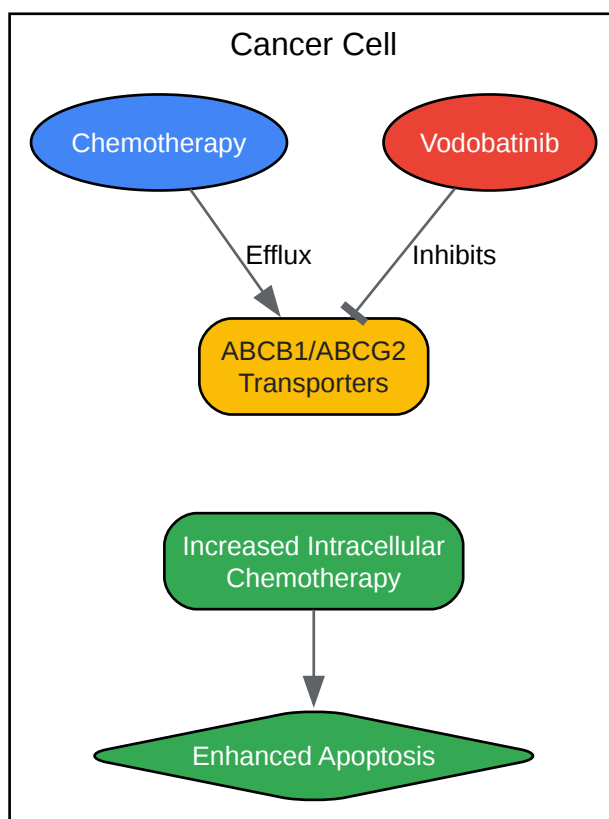 Cancer Cell
Chemotherapy
Vodobatinib
Efflux
Inhibits
ABCB1/ABCG2
Transporters
Increased Intracellular
Chemotherapy
Enhanced Apoptosis